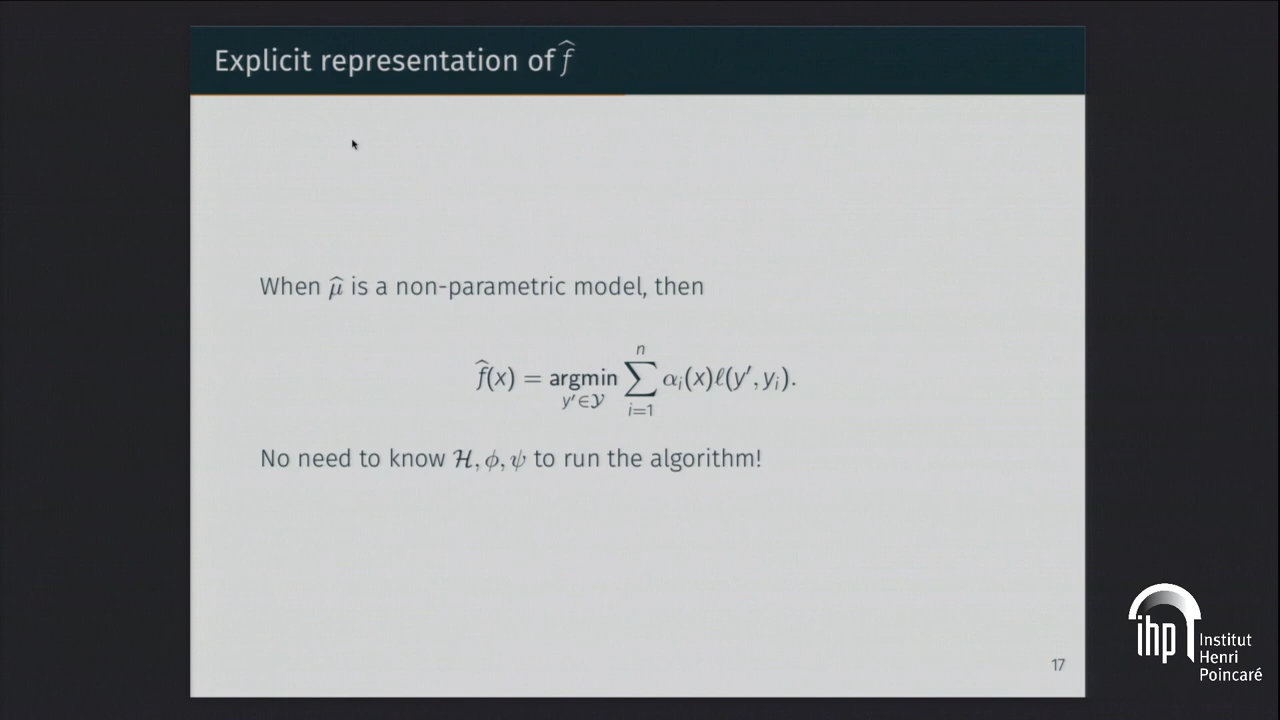 Explicit representation of f̂
When μ̂ is a non-parametric model, then
f̂(x) = argmin_{y′∈𝒴} ∑_{i=1}^{n} α_i(x)ℓ(y′, y_i).
No need to know ℋ, ϕ, ψ to run the algorithm!
17
ihp Institut
Henri
Poincaré